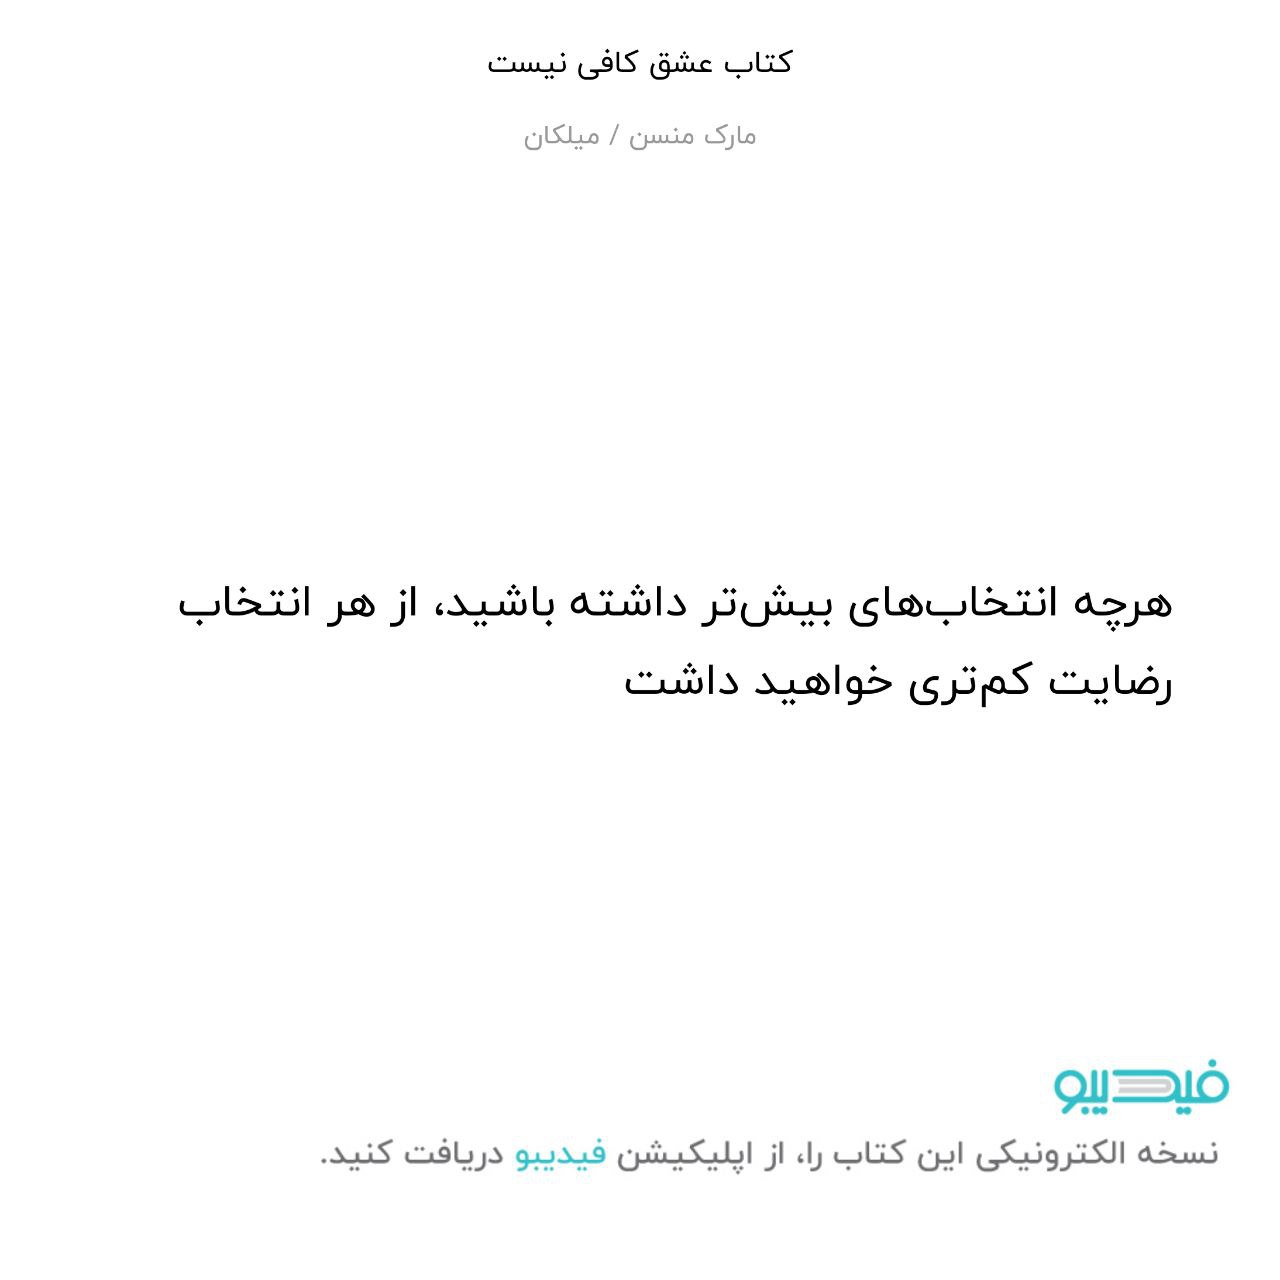 کتاب عشق کافی نیست
مارک منسن / میلکان
هرچه انتخاب‌های بیش‌تر داشته باشید، از هر انتخاب
رضایت کم‌تری خواهید داشت
فیدیبو
نسخه الکترونیکی این کتاب را، از اپلیکیشن فیدیبو دریافت کنید.